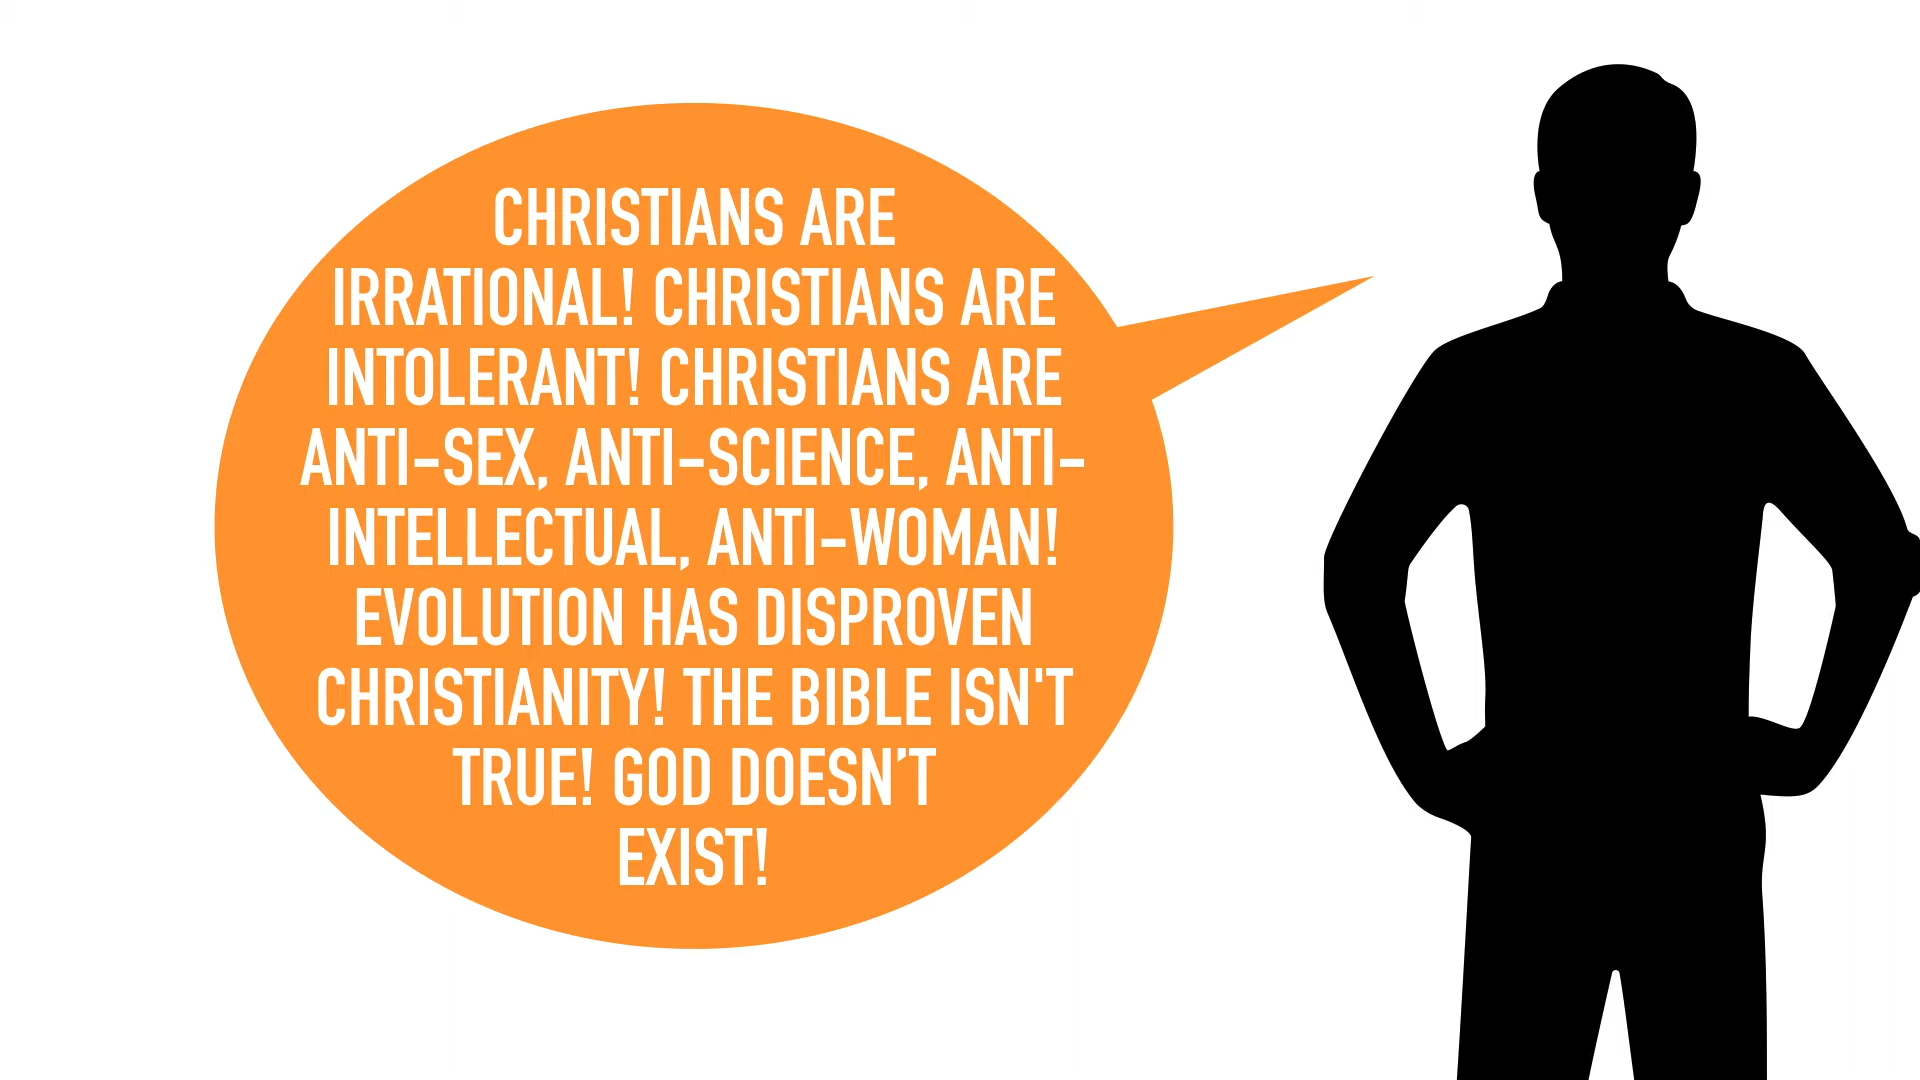 CHRISTIANS ARE
IRRATIONAL! CHRISTIANS ARE
INTOLERANT! CHRISTIANS ARE
ANTI-SEX, ANTI-SCIENCE, ANTI-
INTELLECTUAL, ANTI-WOMAN!
EVOLUTION HAS DISPROVEN
CHRISTIANITY! THE BIBLE ISN'T
TRUE! GOD DOESN’T
EXIST!